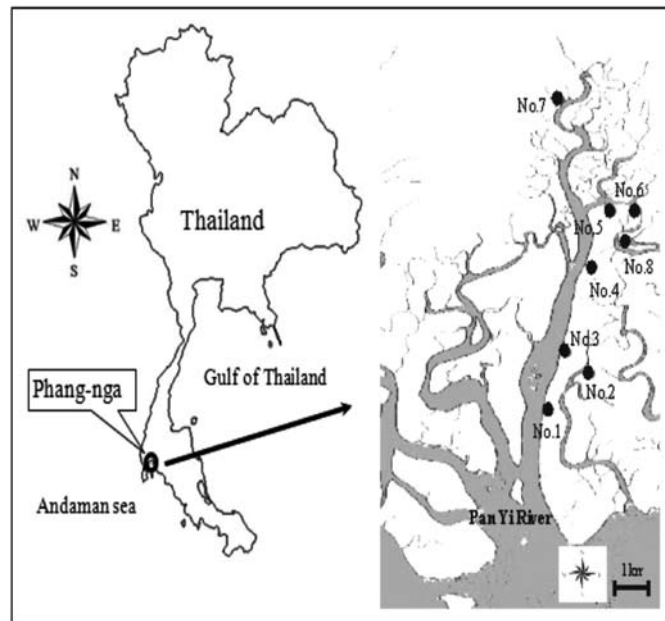 N
W
E
S
Thailand
Gulf of Thailand
Phang-nga
Andaman sea
No.7
No.6
No.5
No.8
No.4
No.3
No.2
No.1
Pan Yi River
1km